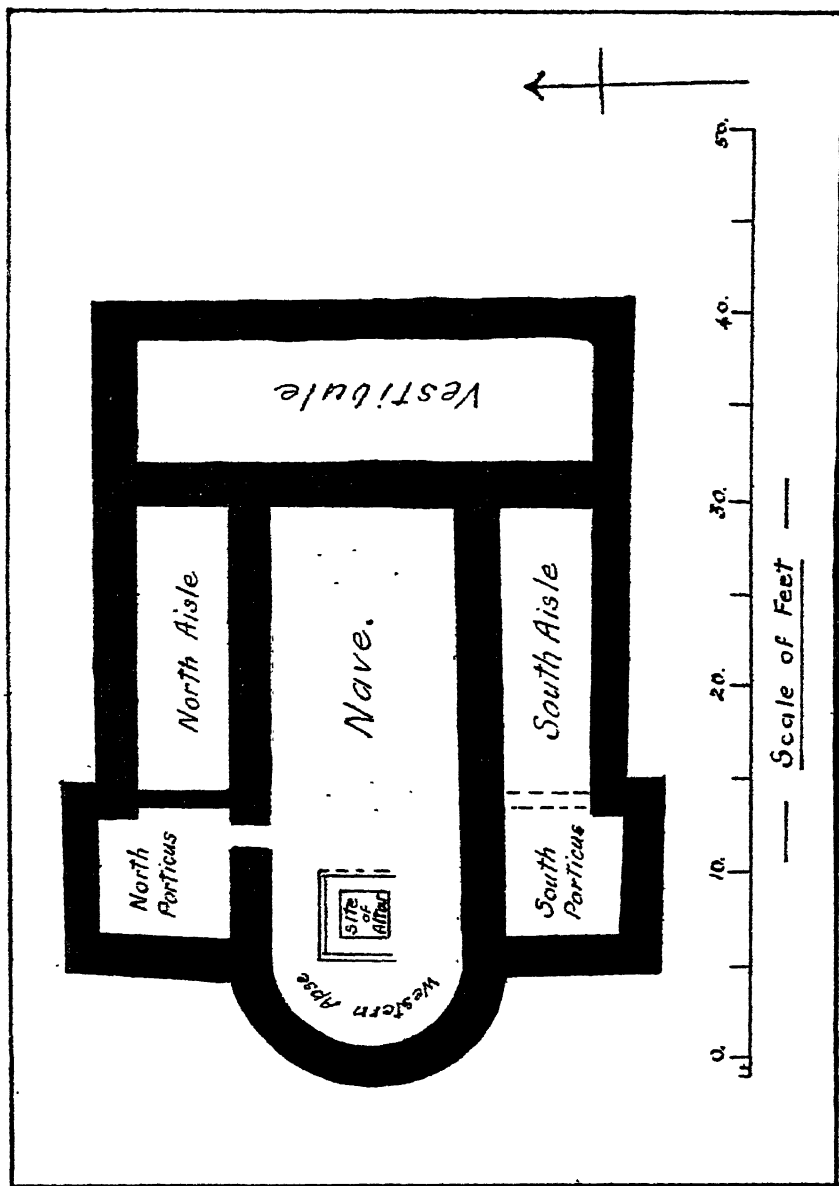 North
Porticus
North Aisle
Vestibule
Western Apse
Site
of
Altar
Nave.
South
Porticus
South Aisle
0. 10. 20. 30. 40. 50.
Scale of Feet